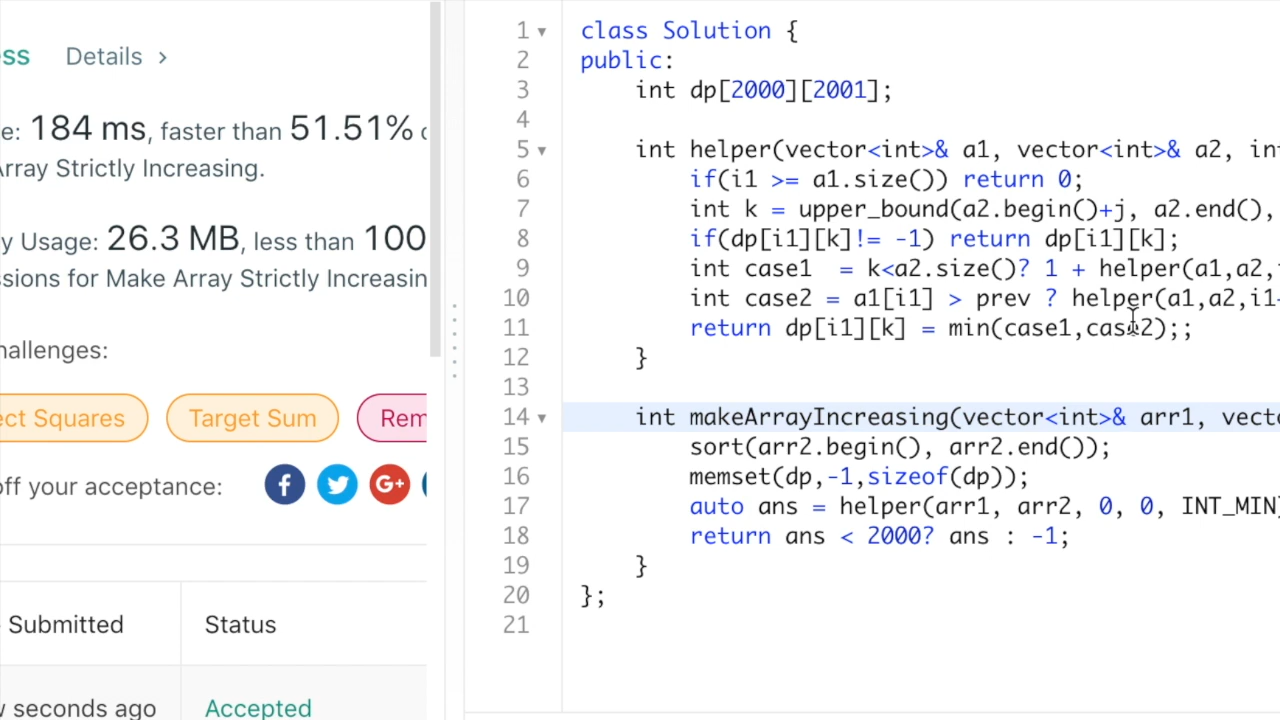 ss Details >
e: 184 ms, faster than 51.51%
Array Strictly Increasing.
y Usage: 26.3 MB, less than 100
ssions for Make Array Strictly Increasin
hallenges:
ect Squares Target Sum Rem
off your acceptance: f G+
Submitted Status
w seconds ago Accepted
1 class Solution {
2 public:
3 int dp[2000][2001];
4
5 int helper(vector<int>& a1, vector<int>& a2, in
6 if(i1 >= a1.size()) return 0;
7 int k = upper_bound(a2.begin()+j, a2.end(),
8 if(dp[i1][k]!= -1) return dp[i1][k];
9 int case1 = k<a2.size()? 1 + helper(a1,a2,
10 int case2 = a1[i1] > prev ? helper(a1,a2,i1
11 return dp[i1][k] = min(case1,case2);;
12 }
13
14 int makeArrayIncreasing(vector<int>& arr1, vecto
15 sort(arr2.begin(), arr2.end());
16 memset(dp,-1,sizeof(dp));
17 auto ans = helper(arr1, arr2, 0, 0, INT_MIN
18 return ans < 2000? ans : -1;
19 }
20 };
21